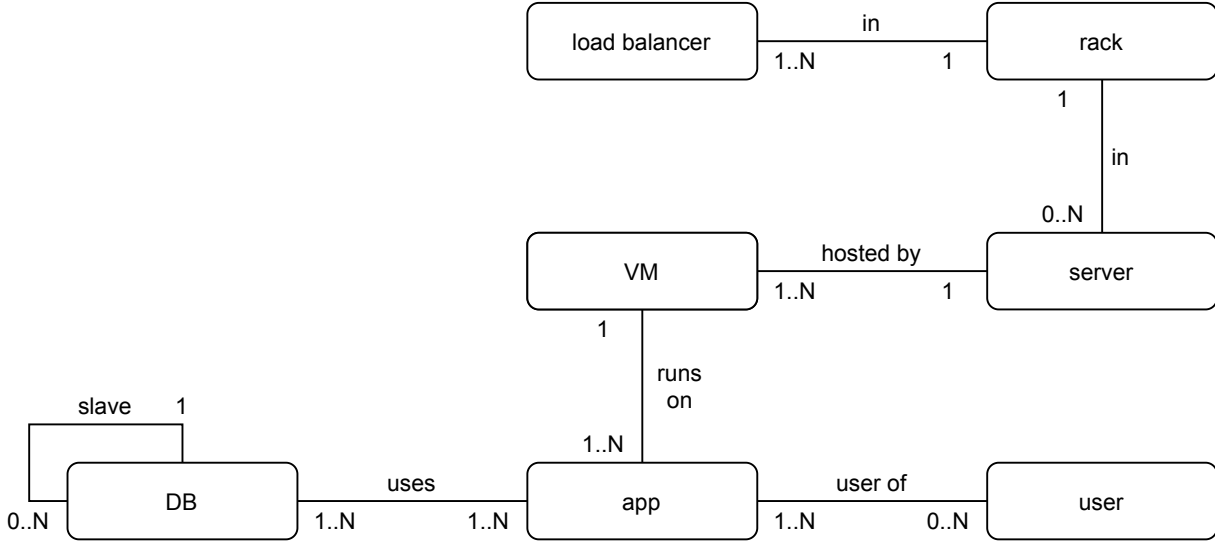 load balancer
in
rack
1..N
1
1
in
0..N
VM
hosted by
server
1..N
1
1
runs
on
slave
1
1..N
DB
uses
app
user of
user
0..N
1..N
1..N
1..N
0..N